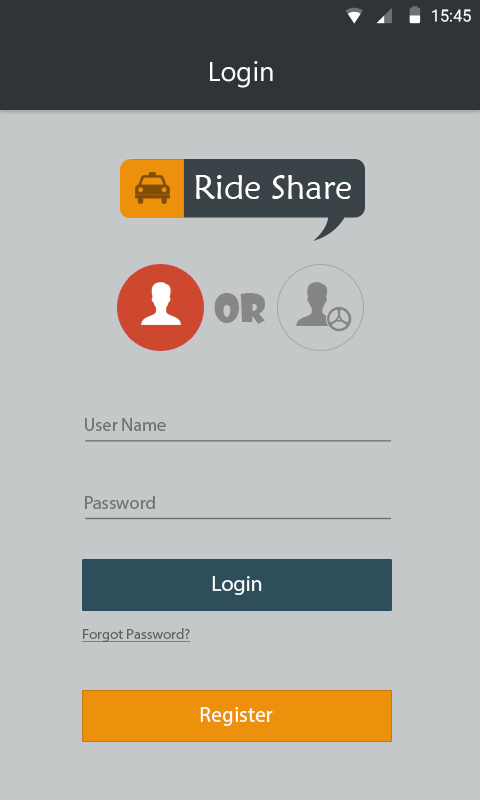 15:45
Login
Ride Share
OR
User Name
Password
Login
Forgot Password?
Register